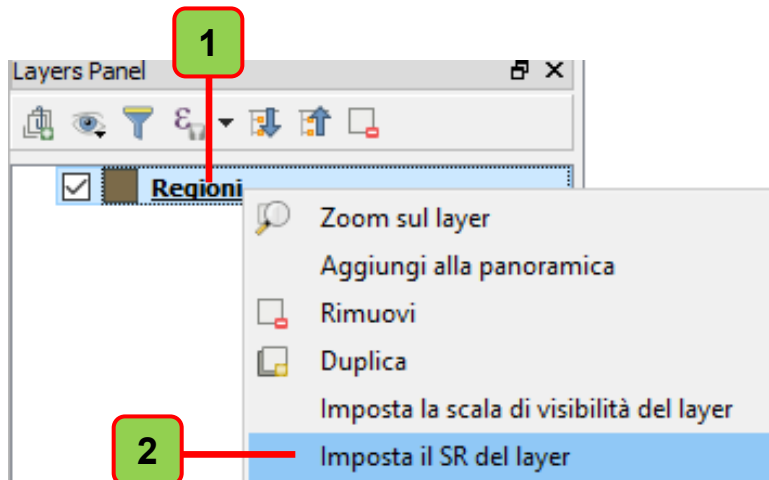 1
Layers Panel
Regioni
Zoom sul layer
Aggiungi alla panoramica
Rimuovi
Duplica
Imposta la scala di visibilità del layer
2
Imposta il SR del layer